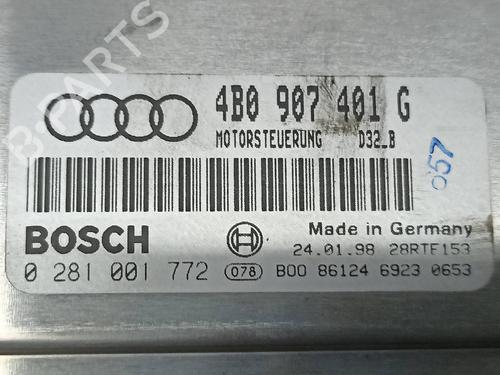 B-PARTS
4B0 907 401 G
MOTORSTEUERUNG D32_B
057
BOSCH
Made in Germany
24.01.98 28RTF153
0 281 001 772 078 B00 86124 6923 0653